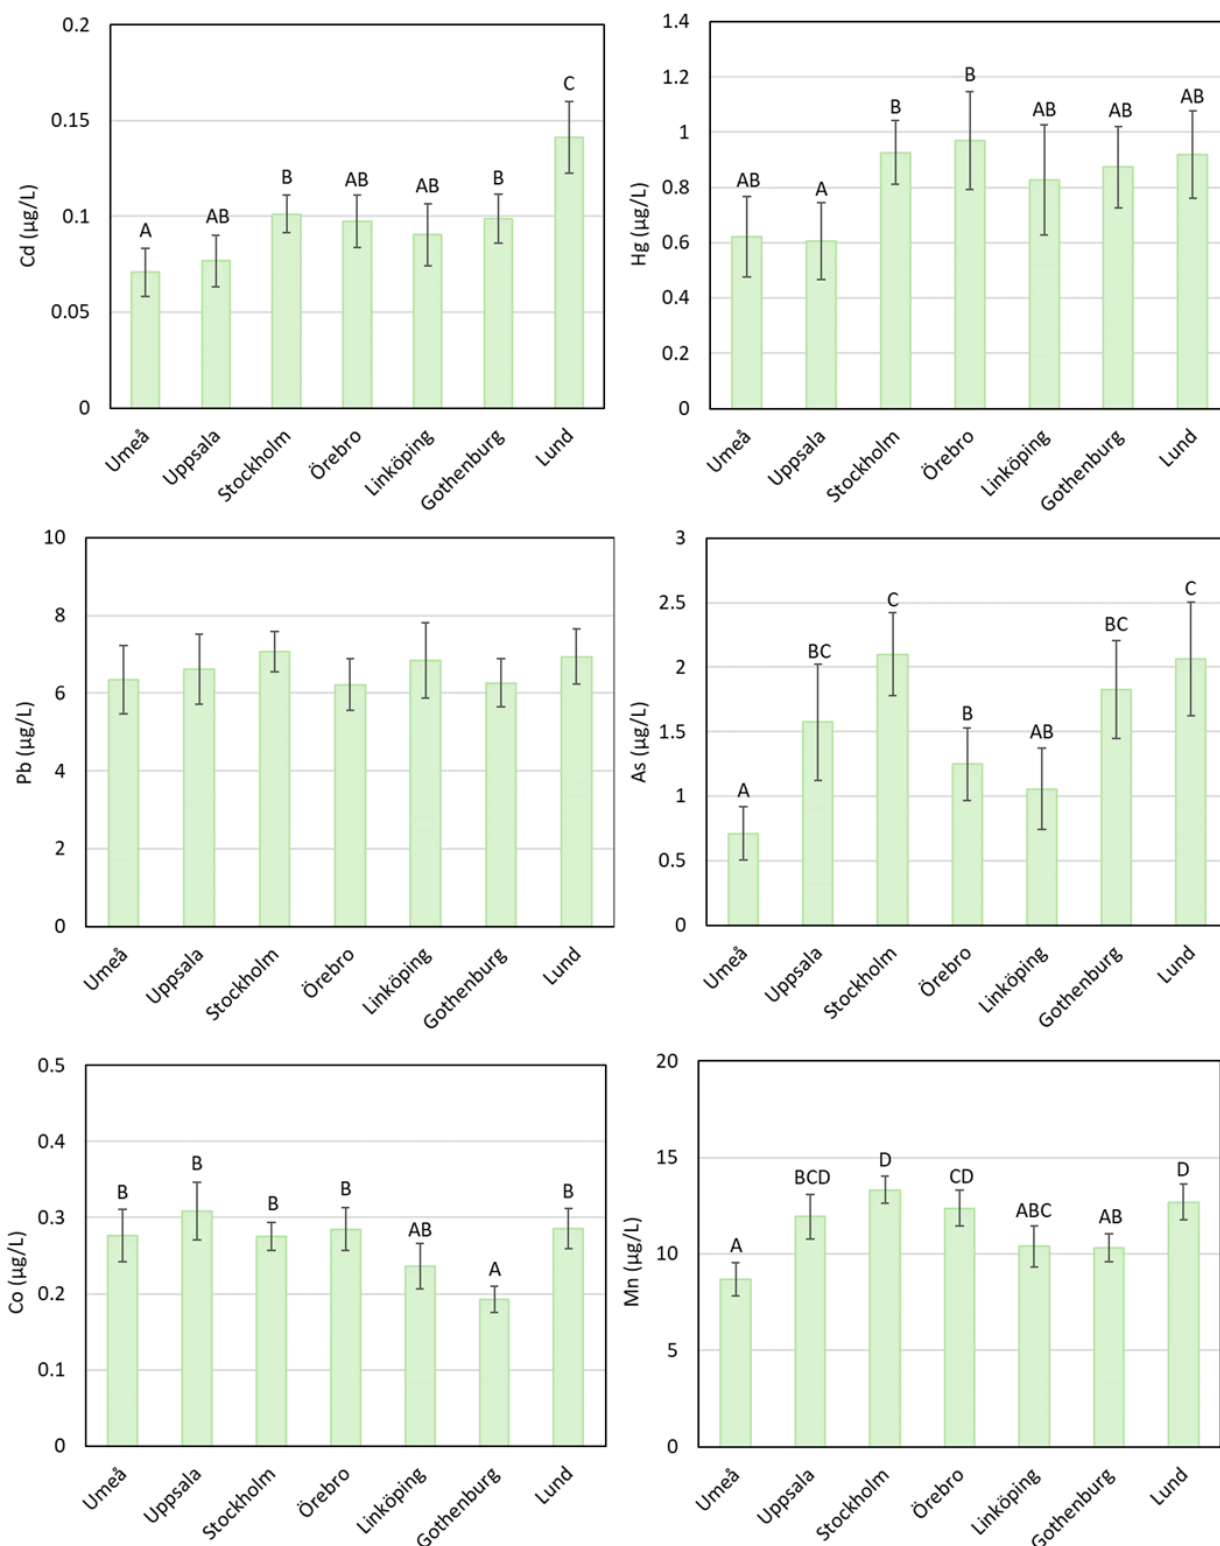 0.2
0.15
0.1
0.05
0
Cd (µg/L)
A
AB
B
AB
AB
B
C
Umeå
Uppsala
Stockholm
Örebro
Linköping
Gothenburg
Lund
1.4
1.2
1
0.8
0.6
0.4
0.2
0
Hg (µg/L)
AB
A
B
B
AB
AB
AB
Umeå
Uppsala
Stockholm
Örebro
Linköping
Gothenburg
Lund
10
8
6
4
2
0
Pb (µg/L)
Umeå
Uppsala
Stockholm
Örebro
Linköping
Gothenburg
Lund
3
2.5
2
1.5
1
0.5
0
As (µg/L)
A
BC
C
B
AB
BC
C
Umeå
Uppsala
Stockholm
Örebro
Linköping
Gothenburg
Lund
0.5
0.4
0.3
0.2
0.1
0
Co (µg/L)
B
B
B
B
AB
A
B
Umeå
Uppsala
Stockholm
Örebro
Linköping
Gothenburg
Lund
20
15
10
5
0
Mn (µg/L)
A
BCD
D
CD
ABC
AB
D
Umeå
Uppsala
Stockholm
Örebro
Linköping
Gothenburg
Lund